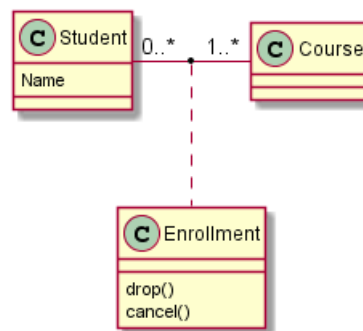 C Student
0..*
1..*
C Course
Name
C Enrollment
drop()
cancel()